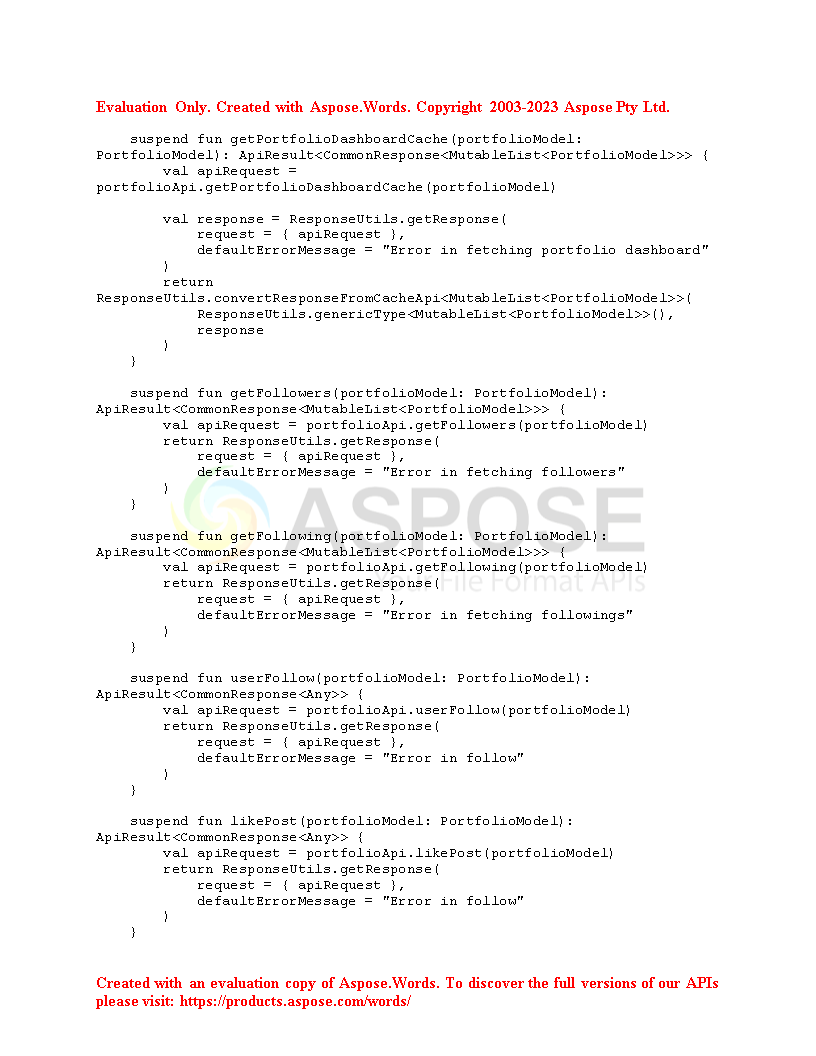 Evaluation Only. Created with Aspose.Words. Copyright 2003-2023 Aspose Pty Ltd.
suspend fun getPortfolioDashboardCache(portfolioModel:
PortfolioModel): ApiResult<CommonResponse<MutableList<PortfolioModel>>> {
val apiRequest =
portfolioApi.getPortfolioDashboardCache(portfolioModel)
val response = ResponseUtils.getResponse(
request = { apiRequest },
defaultErrorMessage = "Error in fetching portfolio dashboard"
)
return
ResponseUtils.convertResponseFromCacheApi<MutableList<PortfolioModel>>(
ResponseUtils.genericType<MutableList<PortfolioModel>>(),
response
)
}
suspend fun getFollowers(portfolioModel: PortfolioModel):
ApiResult<CommonResponse<MutableList<PortfolioModel>>> {
val apiRequest = portfolioApi.getFollowers(portfolioModel)
return ResponseUtils.getResponse(
request = { apiRequest },
defaultErrorMessage = "Error in fetching followers"
)
}
ASPOSE
suspend fun getFollowing(portfolioModel: PortfolioModel):
ApiResult<CommonResponse<MutableList<PortfolioModel>>> {
val apiRequest = portfolioApi.getFollowing(portfolioModel)
return ResponseUtils.getResponse(
Your File Format APIs
request = { apiRequest },
defaultErrorMessage = "Error in fetching followings"
)
}
suspend fun userFollow(portfolioModel: PortfolioModel):
ApiResult<CommonResponse<Any>> {
val apiRequest = portfolioApi.userFollow(portfolioModel)
return ResponseUtils.getResponse(
request = { apiRequest },
defaultErrorMessage = "Error in follow"
)
}
suspend fun likePost(portfolioModel: PortfolioModel):
ApiResult<CommonResponse<Any>> {
val apiRequest = portfolioApi.likePost(portfolioModel)
return ResponseUtils.getResponse(
request = { apiRequest },
defaultErrorMessage = "Error in follow"
)
}
Created with an evaluation copy of Aspose.Words. To discover the full versions of our APIs
please visit: https://products.aspose.com/words/